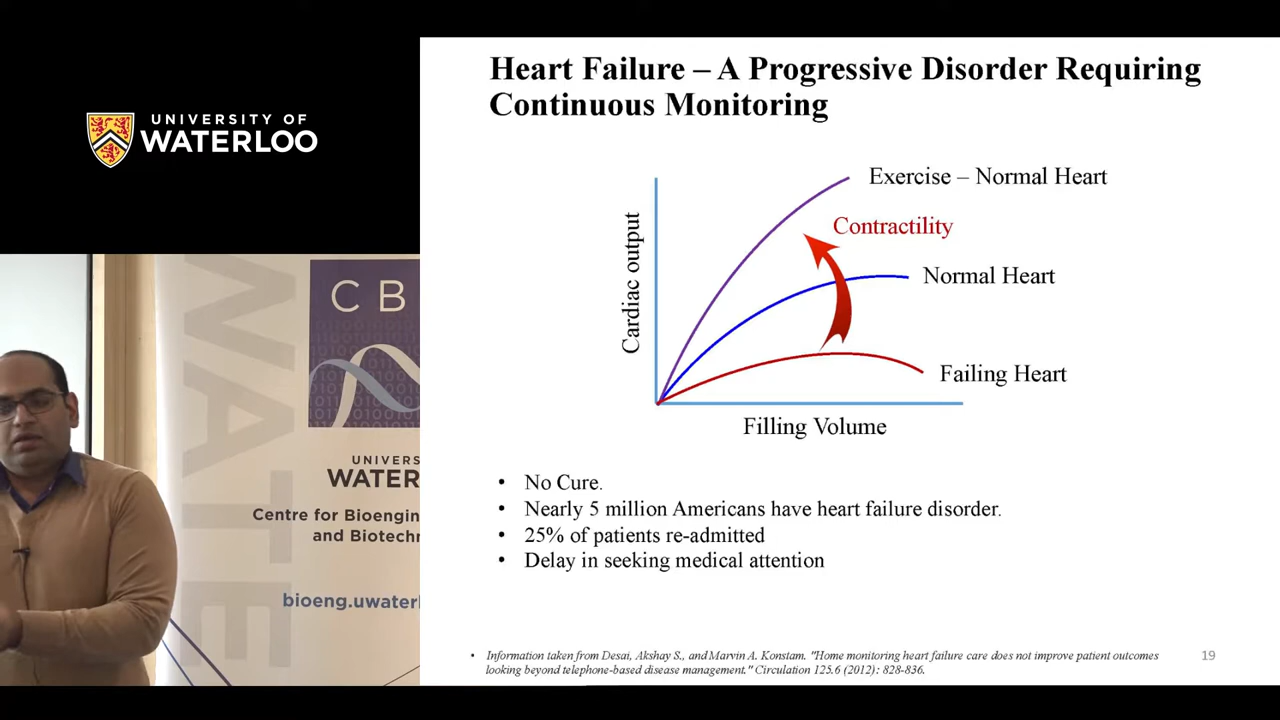 UNIVERSITY OF
WATERLOO
Heart Failure – A Progressive Disorder Requiring
Continuous Monitoring
Exercise – Normal Heart
Contractility
Normal Heart
Failing Heart
Cardiac output
Filling Volume
• No Cure.
• Nearly 5 million Americans have heart failure disorder.
• 25% of patients re-admitted
• Delay in seeking medical attention
• Information taken from Desai, Akshay S., and Marvin A. Konstam. "Home monitoring heart failure care does not improve patient outcomes
looking beyond telephone-based disease management." Circulation 125.6 (2012): 828-836.
19
WATE
CB
UNIVERS
WATER
Centre for Bioengin
and Biotechn
bioeng.uwaterl